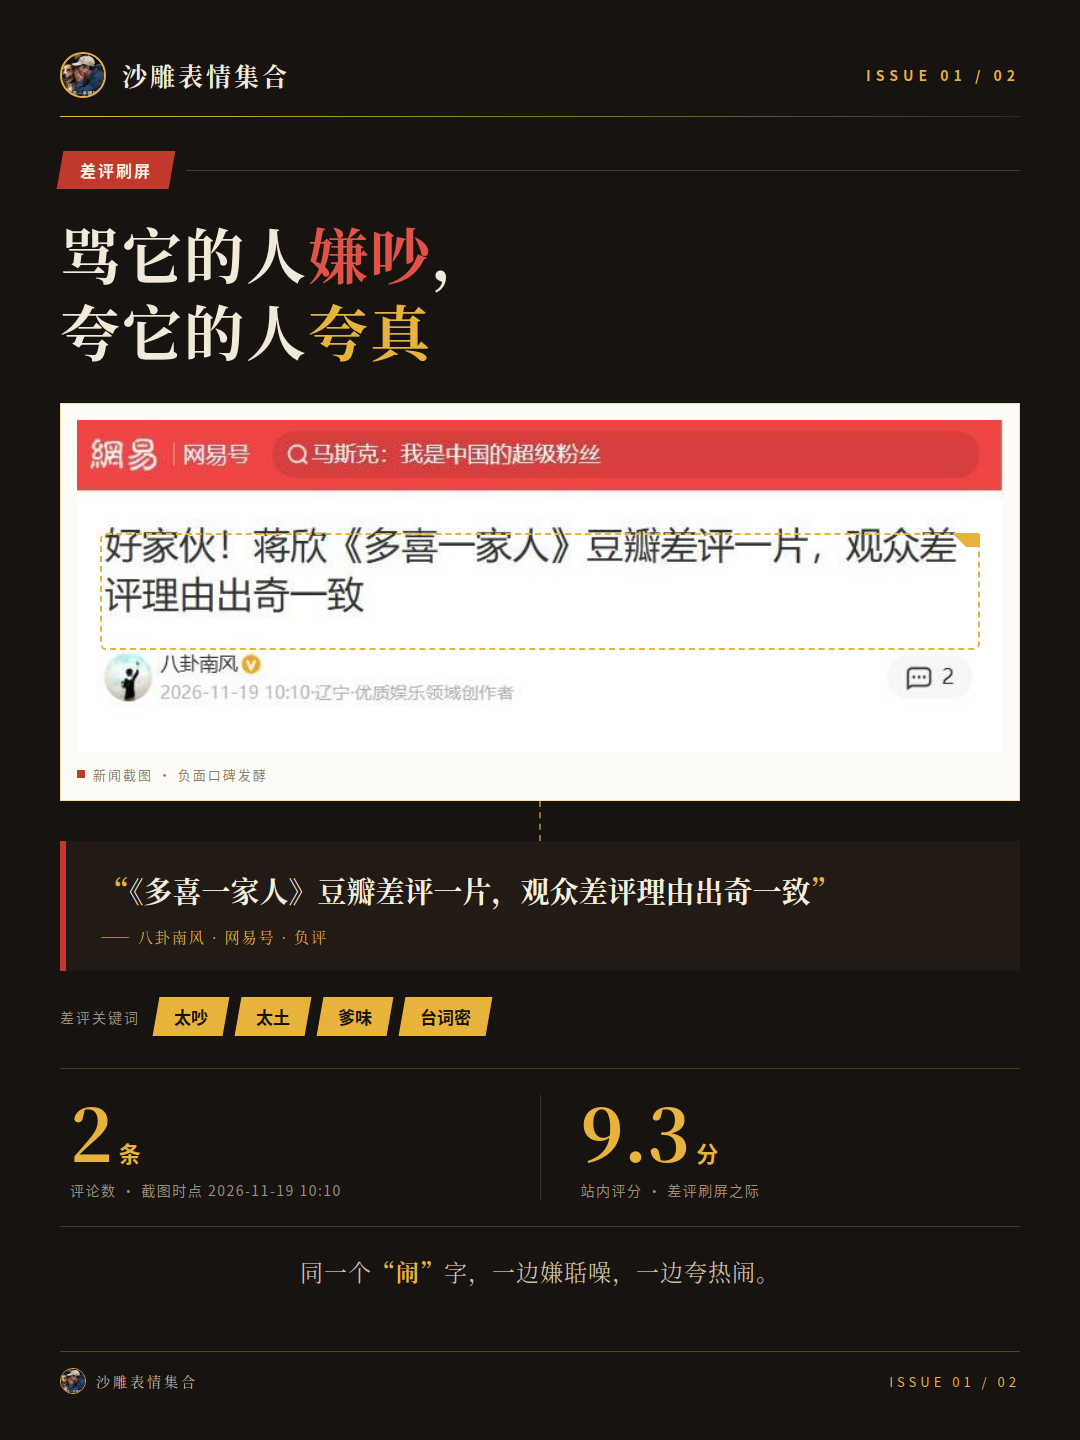 沙雕表情集合
ISSUE 01 / 02
差评刷屏
骂它的人嫌吵，
夸它的人夸真
網易 网易号 马斯克：我是中国的超级粉丝
好家伙！蒋欣《多喜一家人》豆瓣差评一片，观众差
评理由出奇一致
八卦南风
2026-11-19 10:10·辽宁·优质娱乐领域创作者
2
新闻截图 · 负面口碑发酵
“《多喜一家人》豆瓣差评一片，观众差评理由出奇一致”
—— 八卦南风 · 网易号 · 负评
差评关键词 太吵 太土 爹味 台词密
2条
评论数 · 截图时点 2026-11-19 10:10
9.3分
站内评分 · 差评刷屏之际
同一个“闹”字，一边嫌聒噪，一边夸热闹。
沙雕表情集合
ISSUE 01 / 02